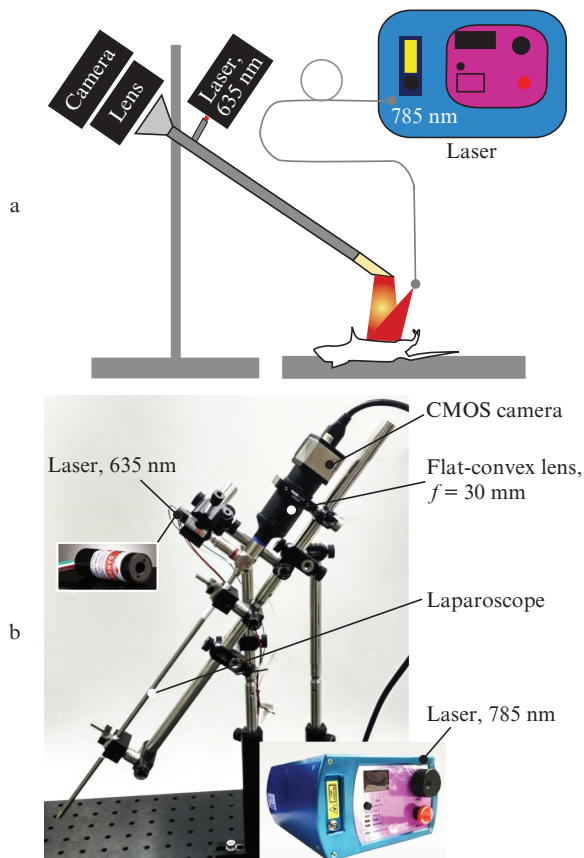 a
Camera
Lens
Laser,
635 nm
785 nm
Laser
b
CMOS camera
Laser, 635 nm
Flat-convex lens,
f = 30 mm
Laparoscope
Laser, 785 nm